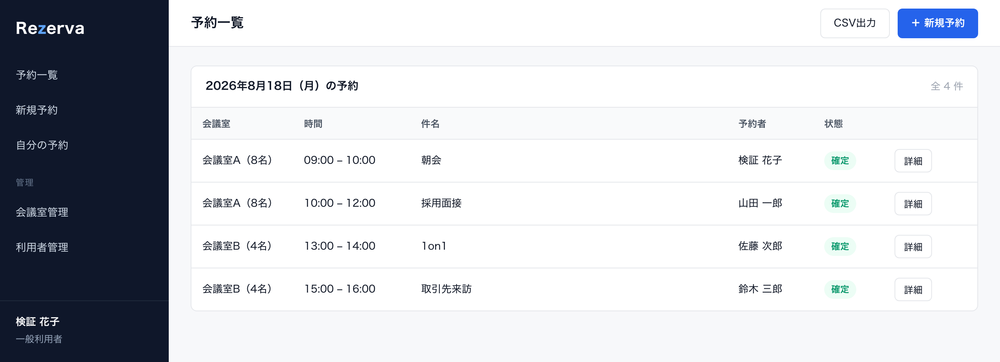 Rezerva
予約一覧
新規予約
自分の予約
管理
会議室管理
利用者管理
検証 花子
一般利用者
予約一覧
CSV出力
+ 新規予約
2026年8月18日（月）の予約
全 4 件
会議室 時間 件名 予約者 状態
会議室A（8名） 09:00 – 10:00 朝会 検証 花子 確定 詳細
会議室A（8名） 10:00 – 12:00 採用面接 山田 一郎 確定 詳細
会議室B（4名） 13:00 – 14:00 1on1 佐藤 次郎 確定 詳細
会議室B（4名） 15:00 – 16:00 取引先来訪 鈴木 三郎 確定 詳細